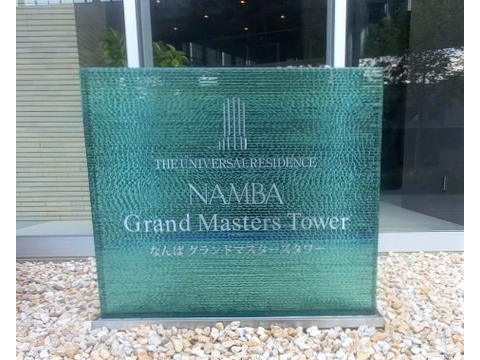 THE UNIVERSAL RESIDENCE
NAMBA
Grand Masters Tower
なんば グランドマスターズタワー